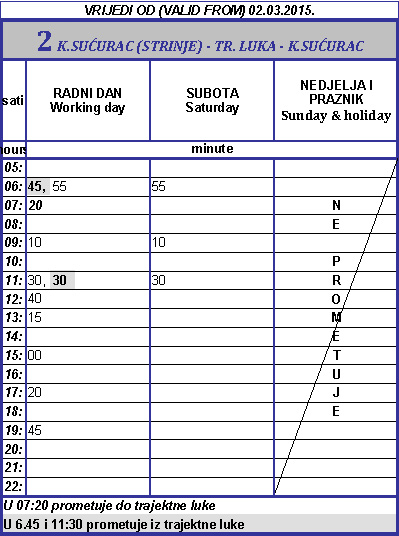 VRIJEDI OD (VALID FROM) 02.03.2015.
2 K.SUĆURAC (STRINJE) - TR. LUKA - K.SUĆURAC
sati RADNI DAN SUBOTA NEDJELJA I PRAZNIK
Working day Saturday Sunday & holiday
hours minute
05:
06: 45, 55 55
07: 20 N
08: E
09: 10 10
10: P
11: 30, 30 30 R
12: 40 O
13: 15 M
14: E
15: 00 T
16: U
17: 20 J
18: E
19: 45
20:
21:
22:
U 07:20 prometuje do trajektne luke
U 6.45 i 11:30 prometuje iz trajektne luke